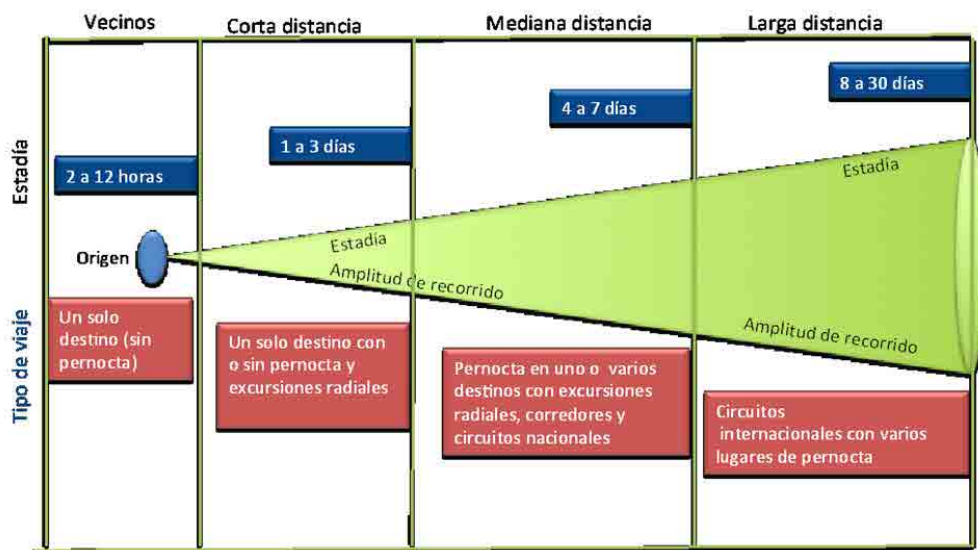 Vecinos
Corta distancia
Mediana distancia
Larga distancia
Estadía
2 a 12 horas
1 a 3 días
4 a 7 días
8 a 30 días
Origen
Estadía
Estadía
Amplitud de recorrido
Amplitud de recorrido
Tipo de viaje
Un solo
destino (sin
pernocta)
Un solo destino con
o sin pernocta y
excursiones radiales
Pernocta en uno o varios
destinos con excursiones
radiales, corredores y
circuitos nacionales
Circuitos
internacionales con varios
lugares de pernocta